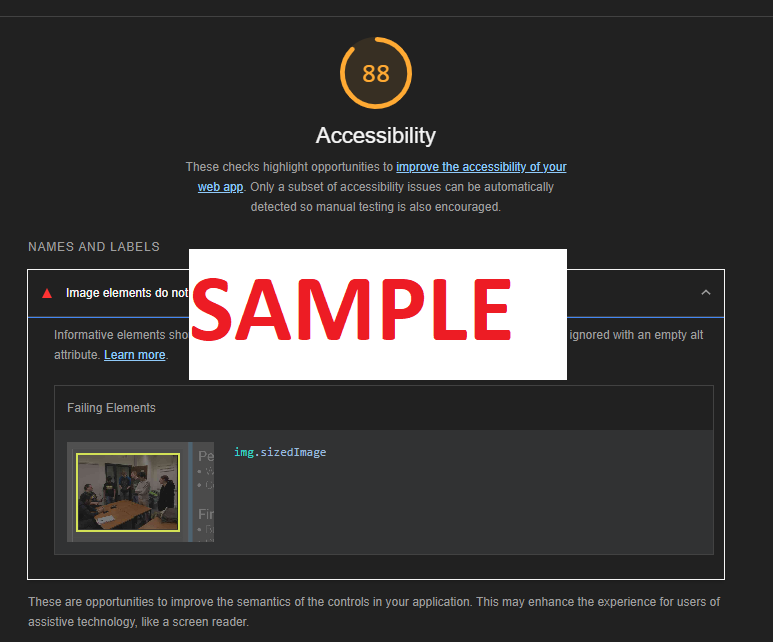 88
Accessibility
These checks highlight opportunities to improve the accessibility of your
web app. Only a subset of accessibility issues can be automatically
detected so manual testing is also encouraged.
NAMES AND LABELS
Image elements do not
SAMPLE
Informative elements sho
ignored with an empty alt
attribute. Learn more.
Failing Elements
img.sizedImage
Pe
Fir
These are opportunities to improve the semantics of the controls in your application. This may enhance the experience for users of
assistive technology, like a screen reader.